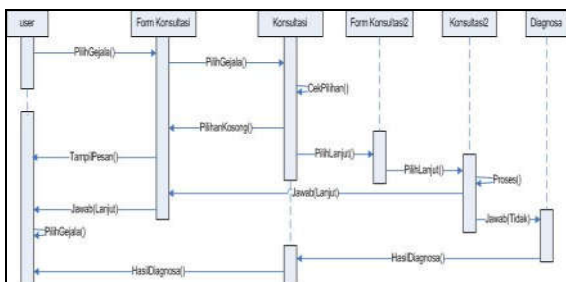 user
Form Konsultasi
Konsultasi
Form Konsultasi2
Konsultasi2
Diagnosa
PilihGejala()
PilihGejala()
CekPilihan()
PilihanKosong()
TampilPesan()
PilihLanjut()
PilihLanjut()
Proses()
Jawab(Lanjut)
Jawab(Lanjut)
Jawab(Tidak)
PilihGejala()
HasilDiagnosa()
HasilDiagnosa()